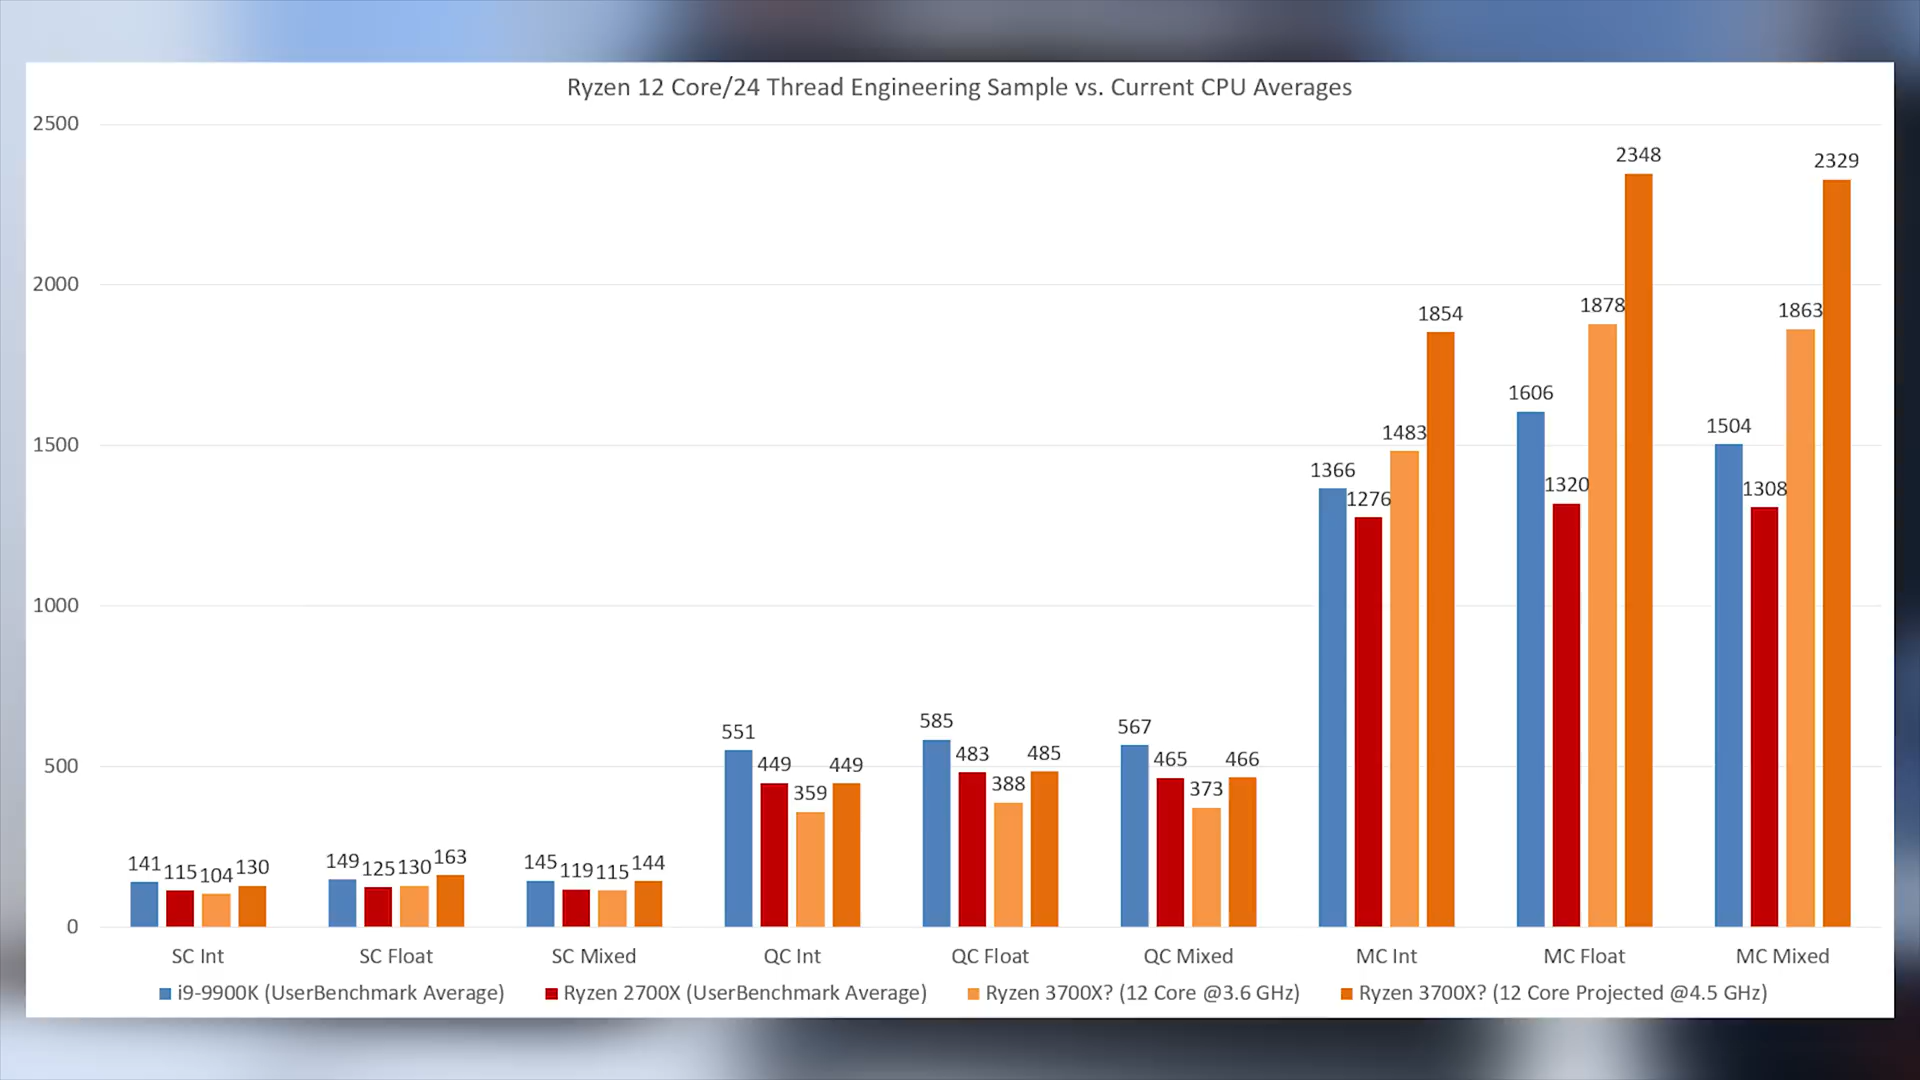 Ryzen 12 Core/24 Thread Engineering Sample vs. Current CPU Averages
2500
2000
1500
1000
500
0
141 115 104 130
149 125 130 163
145 119 115 144
551 449 359 449
585 483 388 485
567 465 373 466
1366 1276 1483 1854
1606 1320 1878 2348
1504 1308 1863 2329
SC Int SC Float SC Mixed QC Int QC Float QC Mixed MC Int MC Float MC Mixed
i9-9900K (UserBenchmark Average) Ryzen 2700X (UserBenchmark Average) Ryzen 3700X? (12 Core @3.6 GHz) Ryzen 3700X? (12 Core Projected @4.5 GHz)